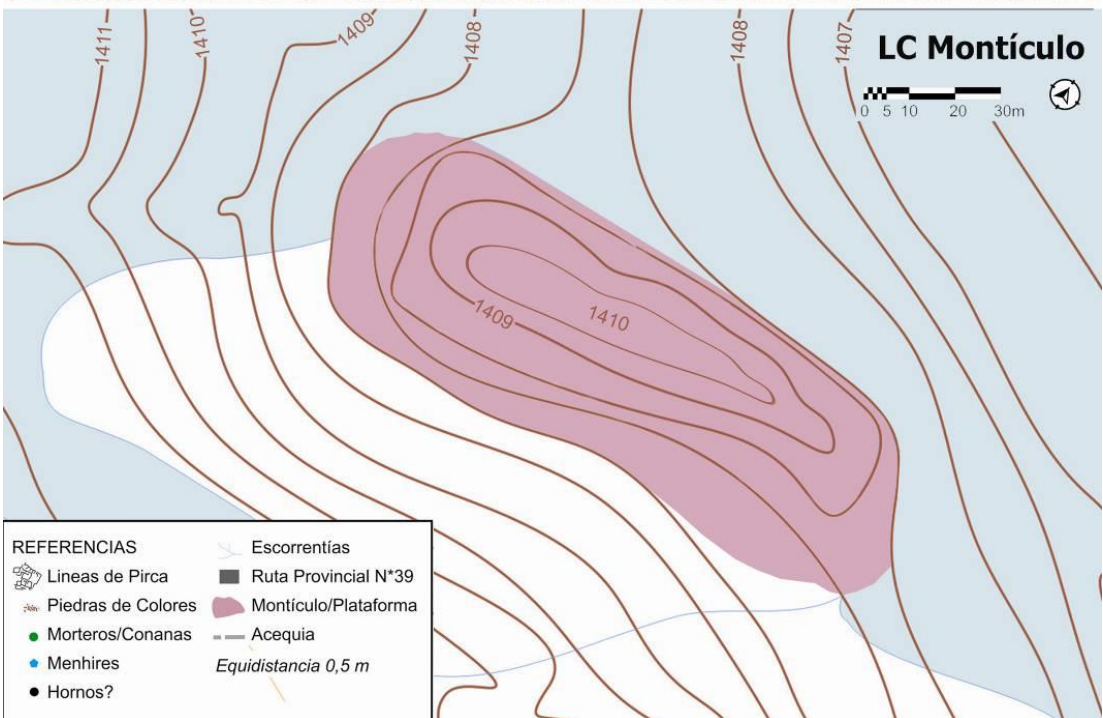 1411
1410
1409
1408
1408
1407
LC Montículo
0 5 10 20 30m
1409
1410
REFERENCIAS
Lineas de Pirca
Piedras de Colores
Morteros/Conanas
Menhires
Hornos?
Escorrentías
Ruta Provincial N*39
Montículo/Plataforma
Acequia
Equidistancia 0,5 m